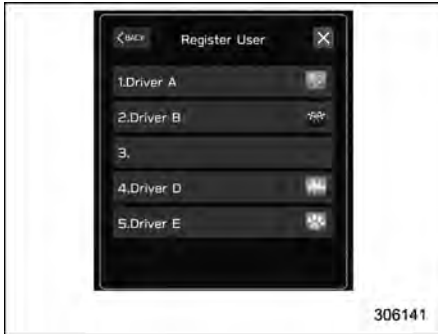 BACK Register User X
1.Driver A
2.Driver B
3.
4.Driver D
5.Driver E
306141